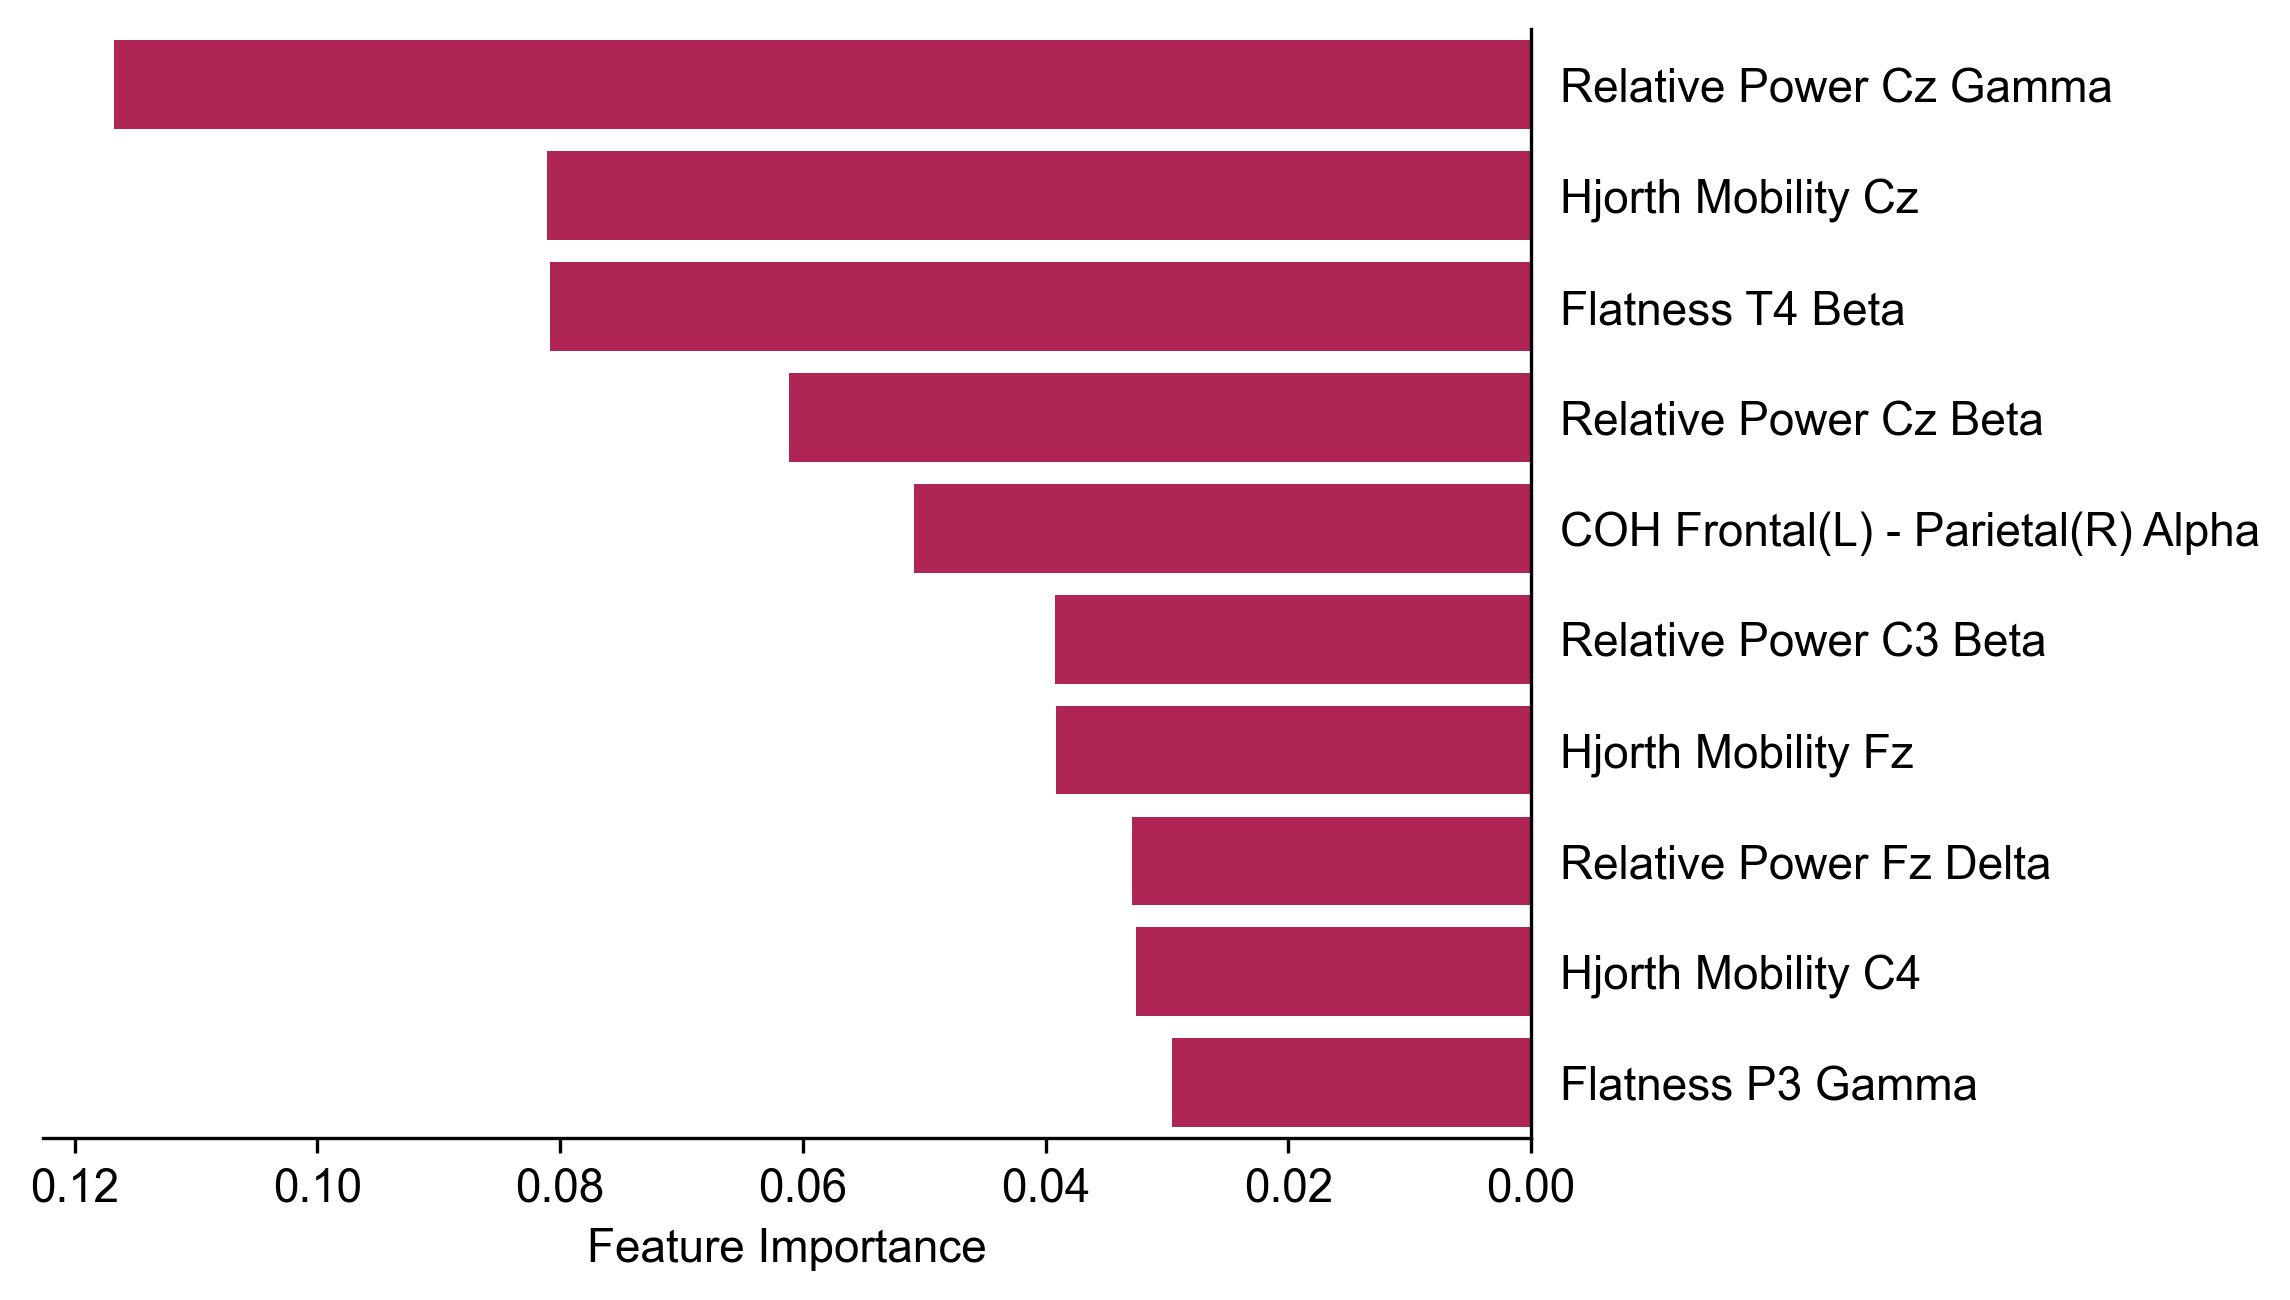 Relative Power Cz Gamma
Hjorth Mobility Cz
Flatness T4 Beta
Relative Power Cz Beta
COH Frontal(L) - Parietal(R) Alpha
Relative Power C3 Beta
Hjorth Mobility Fz
Relative Power Fz Delta
Hjorth Mobility C4
Flatness P3 Gamma
0.12 0.10 0.08 0.06 0.04 0.02 0.00
Feature Importance